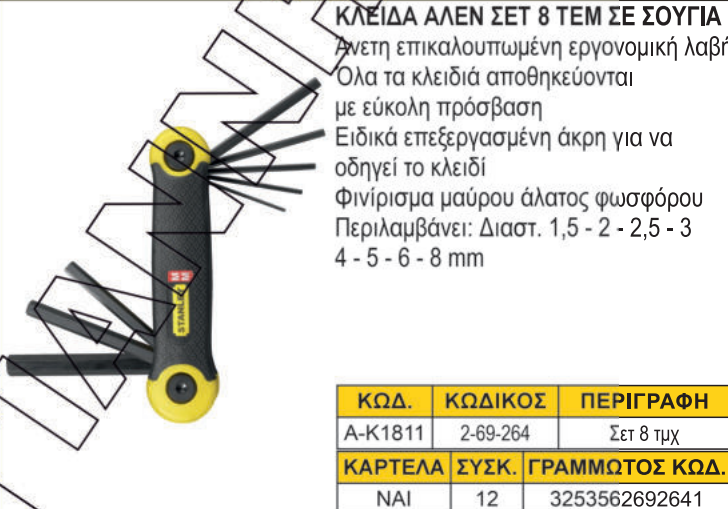 ΚΛΕΙΔΑ ΑΛΕΝ ΣΕΤ 8 ΤΕΜ ΣΕ ΣΟΥΓΙΑ
Άνετη επικαλουπωμένη εργονομική λαβή
Όλα τα κλειδιά αποθηκεύονται
με εύκολη πρόσβαση
Ειδικά επεξεργασμένη άκρη για να
οδηγεί το κλειδί
Φινίρισμα μαύρου άλατος φωσφόρου
Περιλαμβάνει: Διαστ. 1,5 - 2 - 2,5 - 3
4 - 5 - 6 - 8 mm
STANLEY
MM
ΚΩΔ. ΚΩΔΙΚΟΣ ΠΕΡΙΓΡΑΦΗ
A-K1811 2-69-264 Σετ 8 τμχ
ΚΑΡΤΕΛΑ ΣΥΣΚ. ΓΡΑΜΜΩΤΟΣ ΚΩΔ.
ΝΑΙ 12 3253562692641